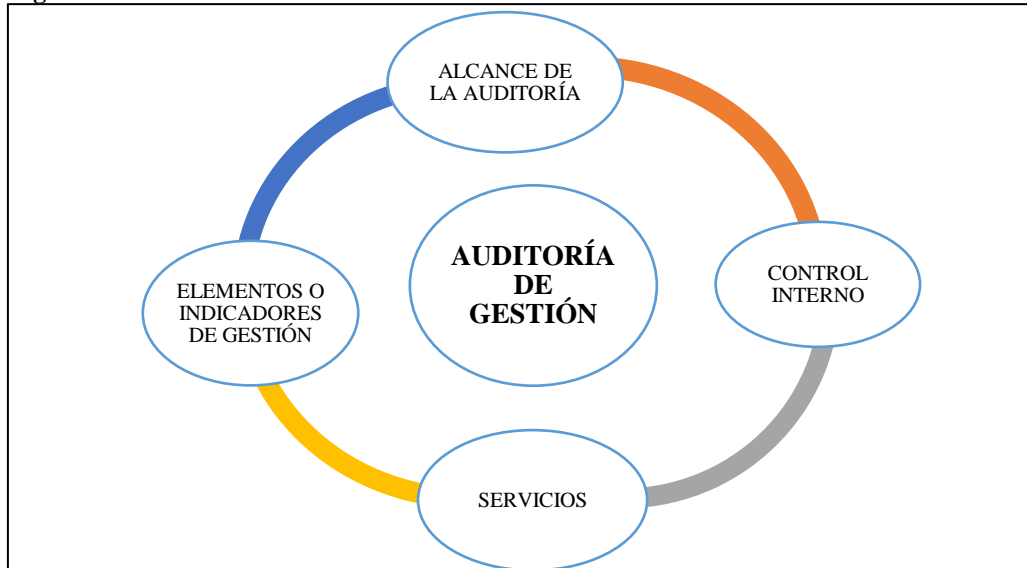 ALCANCE DE
LA AUDITORÍA
AUDITORÍA
DE
GESTIÓN
CONTROL
INTERNO
ELEMENTOS O
INDICADORES
DE GESTIÓN
SERVICIOS